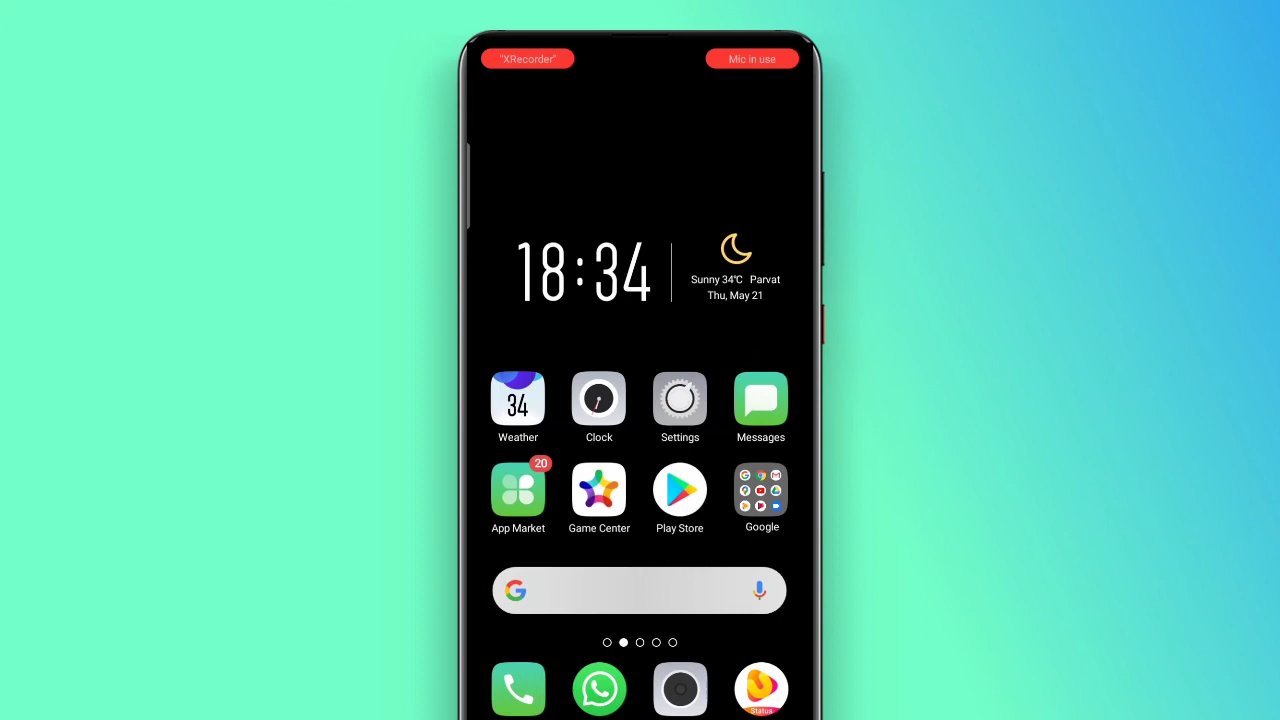 "XRecorder"
Mic in use
18:34
Sunny 34°C Parvat
Thu, May 21
34
Weather
Clock
Settings
Messages
20
App Market
Game Center
Play Store
Google
Status